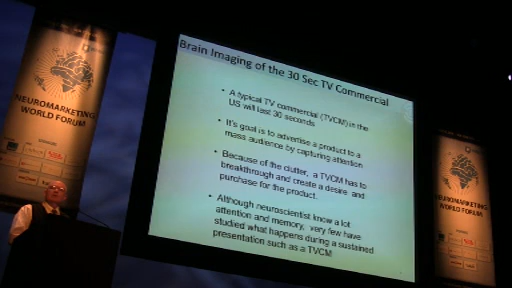 Brain Imaging of the 30 Sec TV Commercial
• A typical TV commercial (TVCM) in the
US will last 30 seconds
• It's goal is to advertise a product to a
mass audience by capturing attention
• Because of the clutter, a TVCM has to
breakthrough and create a desire and
purchase for the product.
• Although neuroscientist know a lot
attention and memory, very few have
studied what happens during a sustained
presentation such as a TVCM
NEUROMARKETING
WORLD FORUM
NEUROMARKETING
WORLD FORUM